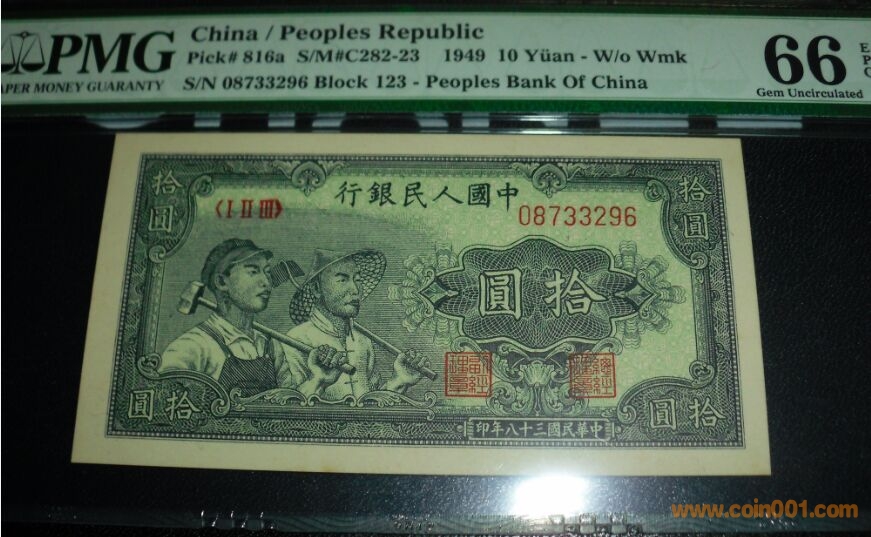 PMG
PAPER MONEY GUARANTY
China / Peoples Republic
Pick# 816a S/M#C282-23 1949 10 Yüan - W/o Wmk
S/N 08733296 Block 123 - Peoples Bank Of China
66
Gem Uncirculated
行銀民人國中
〈I II III〉
08733296
拾圓
拾圓
圓拾
圓拾
圓拾
印年八十三國民華中
www.coin001.com